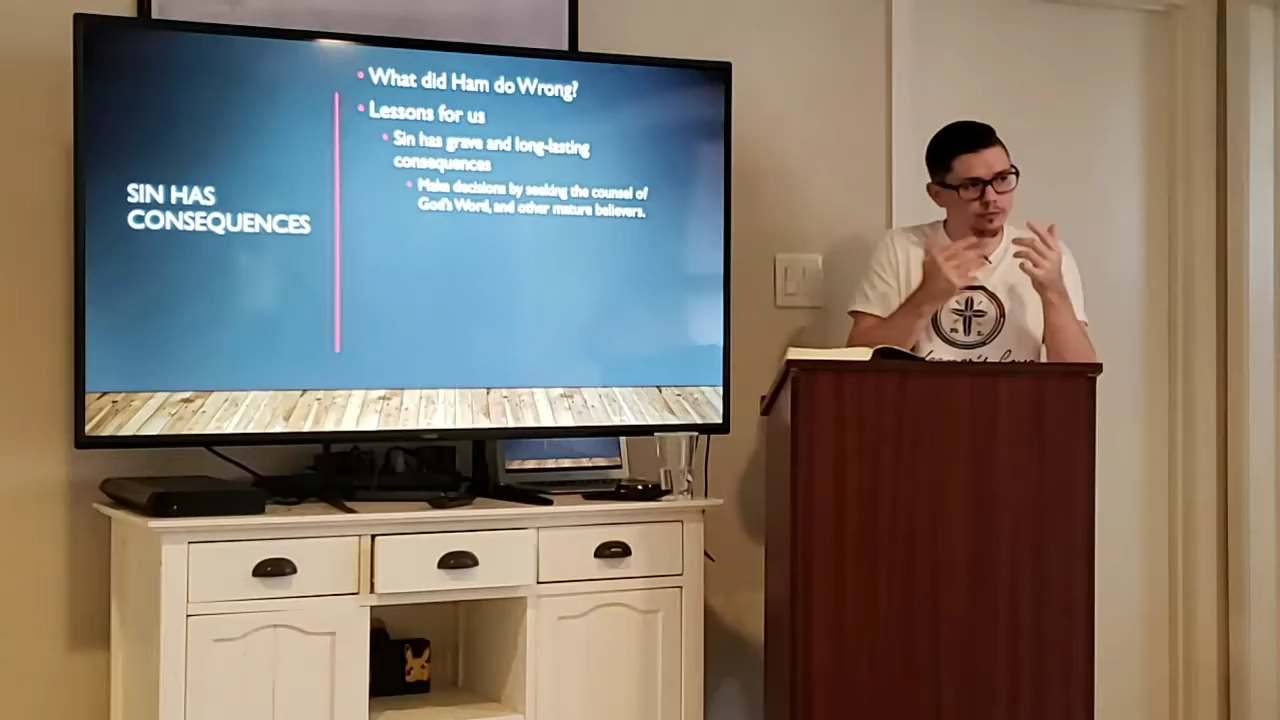 SIN HAS
CONSEQUENCES
• What did Ham do Wrong?
• Lessons for us
• Sin has grave and long-lasting
consequences
• Make decisions by seeking the counsel of
God's Word, and other mature believers.